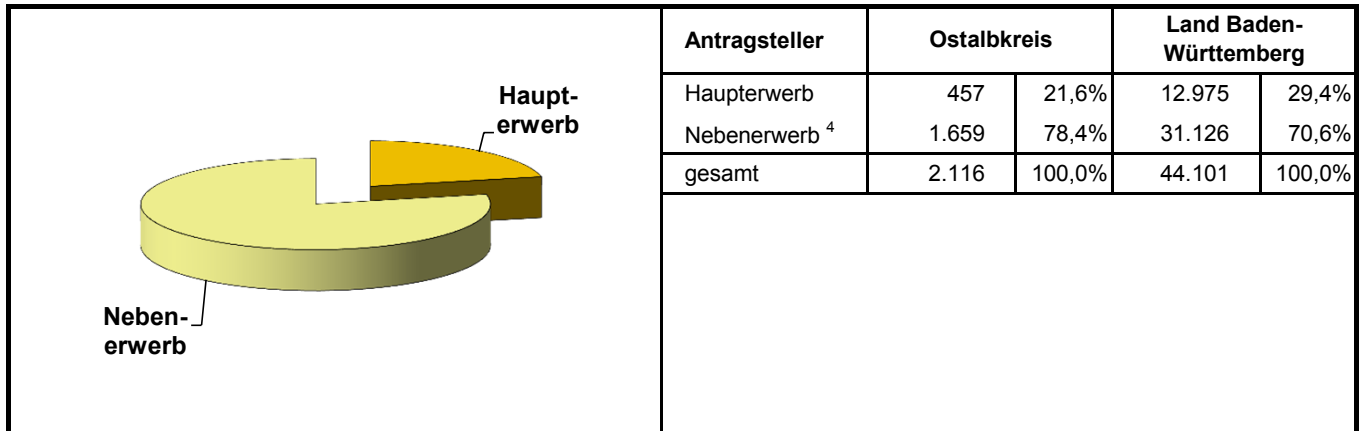 Haupt-
erwerb
Neben-
erwerb
Antragsteller Ostalbkreis Land Baden-
Württemberg
Haupterwerb 457 21,6% 12.975 29,4%
Nebenerwerb 4 1.659 78,4% 31.126 70,6%
gesamt 2.116 100,0% 44.101 100,0%